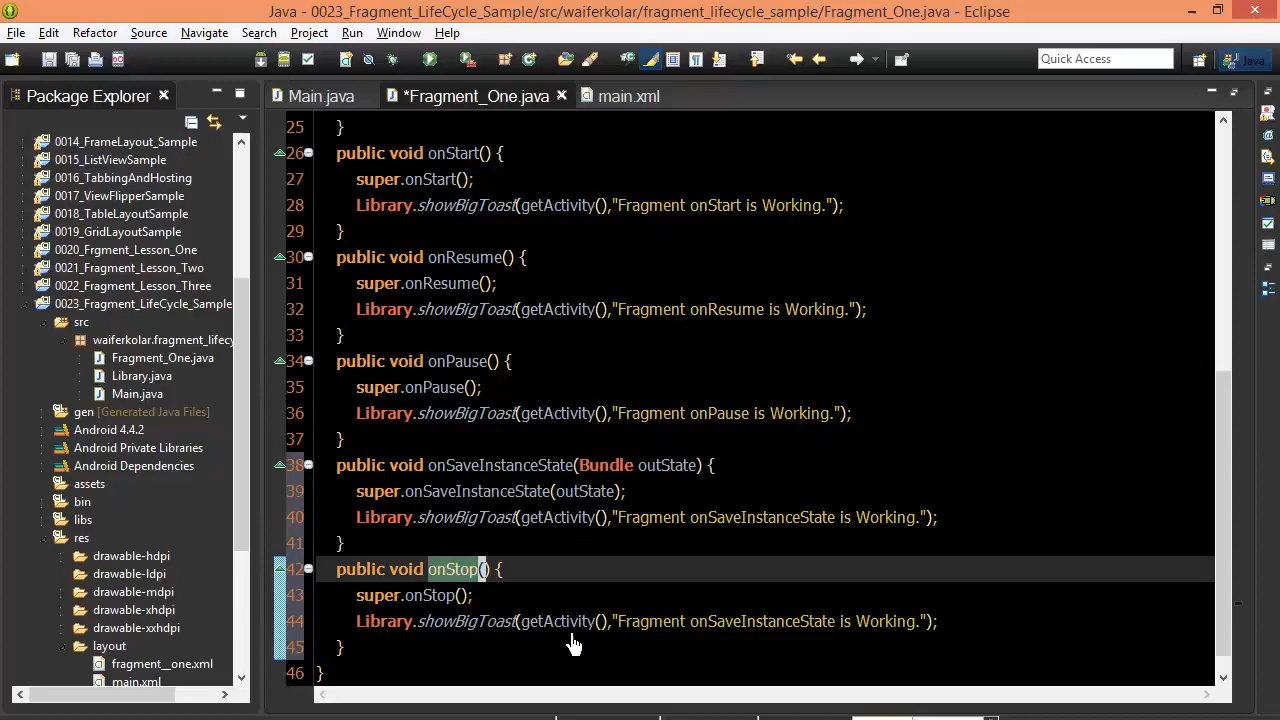 Java - 0023_Fragment_LifeCycle_Sample/src/waiferkolar/fragment_lifecycle_sample/Fragment_One.java - Eclipse
File Edit Refactor Source Navigate Search Project Run Window Help
Quick Access
Java
Package Explorer
Main.java
*Fragment_One.java
main.xml
0014_FrameLayout_Sample
0015_ListViewSample
0016_TabbingAndHosting
0017_ViewFlipperSample
0018_TableLayoutSample
0019_GridLayoutSample
0020_Frgment_Lesson_One
0021_Fragment_Lesson_Two
0022_Fragment_Lesson_Three
0023_Fragment_LifeCycle_Sample
src
waiferkolar.fragment_lifecy
Fragment_One.java
Library.java
Main.java
gen [Generated Java Files]
Android 4.4.2
Android Private Libraries
Android Dependencies
assets
bin
libs
res
drawable-hdpi
drawable-ldpi
drawable-mdpi
drawable-xhdpi
drawable-xxhdpi
layout
fragment__one.xml
main.xml
25 }
26 public void onStart() {
27 super.onStart();
28 Library.showBigToast(getActivity(),"Fragment onStart is Working.");
29 }
30 public void onResume() {
31 super.onResume();
32 Library.showBigToast(getActivity(),"Fragment onResume is Working.");
33 }
34 public void onPause() {
35 super.onPause();
36 Library.showBigToast(getActivity(),"Fragment onPause is Working.");
37 }
38 public void onSaveInstanceState(Bundle outState) {
39 super.onSaveInstanceState(outState);
40 Library.showBigToast(getActivity(),"Fragment onSaveInstanceState is Working.");
41 }
42 public void onStop() {
43 super.onStop();
44 Library.showBigToast(getActivity(),"Fragment onSaveInstanceState is Working.");
45 }
46 }